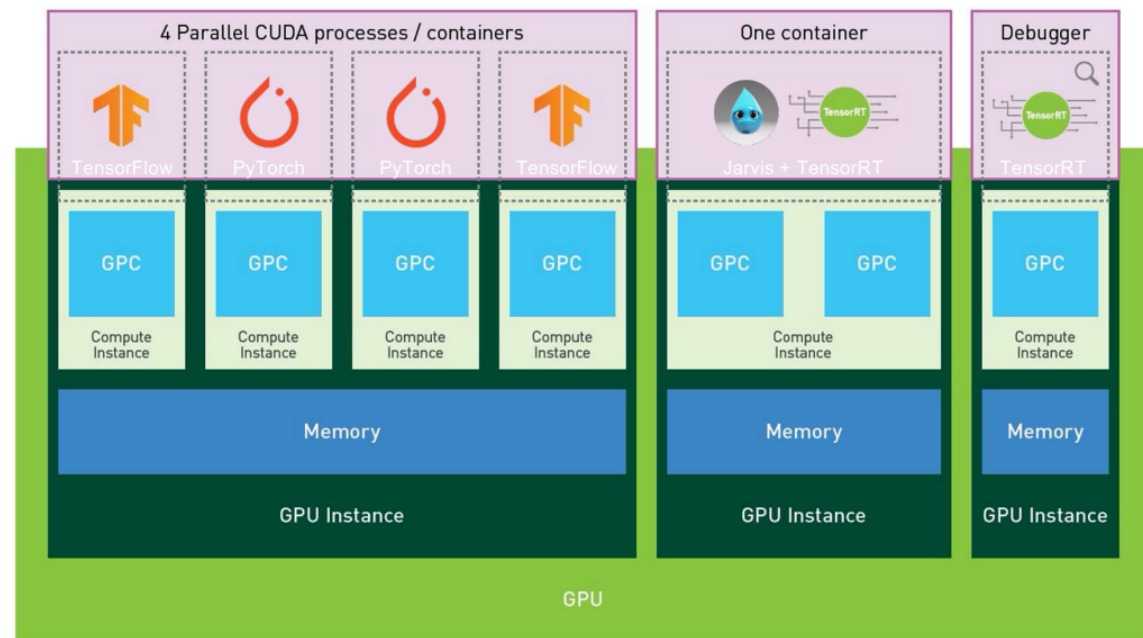 4 Parallel CUDA processes / containers
One container
Debugger
TensorRT
TensorRT
TensorFlow
PyTorch
PyTorch
TensorFlow
Jarvis + TensorRT
TensorRT
GPC
GPC
GPC
GPC
GPC
GPC
GPC
Compute
Instance
Compute
Instance
Compute
Instance
Compute
Instance
Compute
Instance
Compute
Instance
Memory
Memory
Memory
GPU Instance
GPU Instance
GPU Instance
GPU